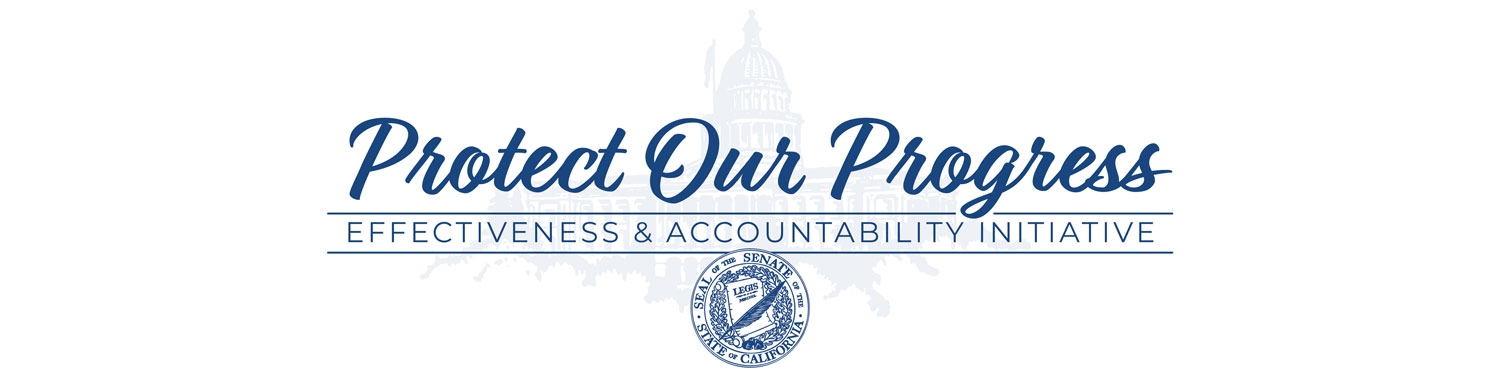 Protect Our Progress
EFFECTIVENESS & ACCOUNTABILITY INITIATIVE
SEAL OF THE SENATE OF THE
STATE OF CALIFORNIA
LEGIS